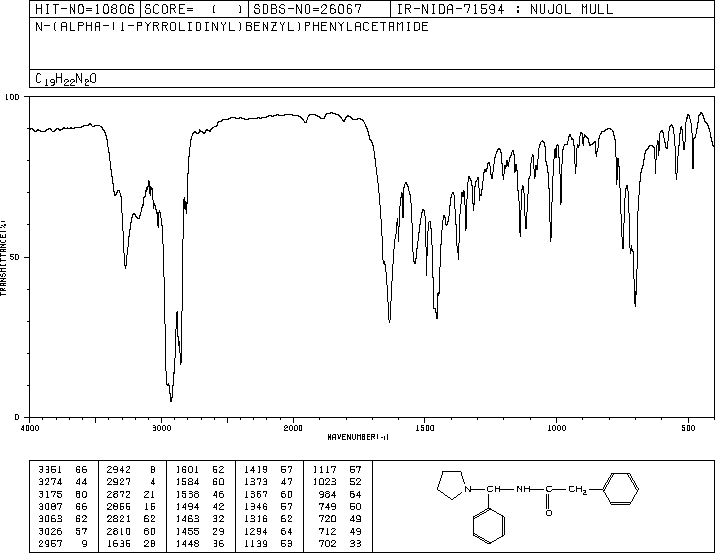 HIT-NO=10806 SCORE= ( ) SDBS-NO=26067 IR-NIDA-71594 : NUJOL MULL
N-(ALPHA-(1-PYRROLIDINYL)BENZYL)PHENYLACETAMIDE
C19H22N2O
100
50
0
TRANSMITTANCE(%)
4000 3000 2000 1500 1000 500
WAVENUMBER(-1)
3351 66 2942 8 1601 62 1419 57 1117 57
3274 44 2927 4 1584 60 1373 47 1023 52
3175 60 2872 21 1538 46 1357 60 984 64
3087 66 2855 16 1494 42 1346 57 749 50
3063 62 2821 62 1463 32 1316 62 720 49
3026 57 2810 60 1455 29 1294 64 712 49
2957 9 1635 28 1448 36 1139 53 702 33
N CH NH C CH2
O